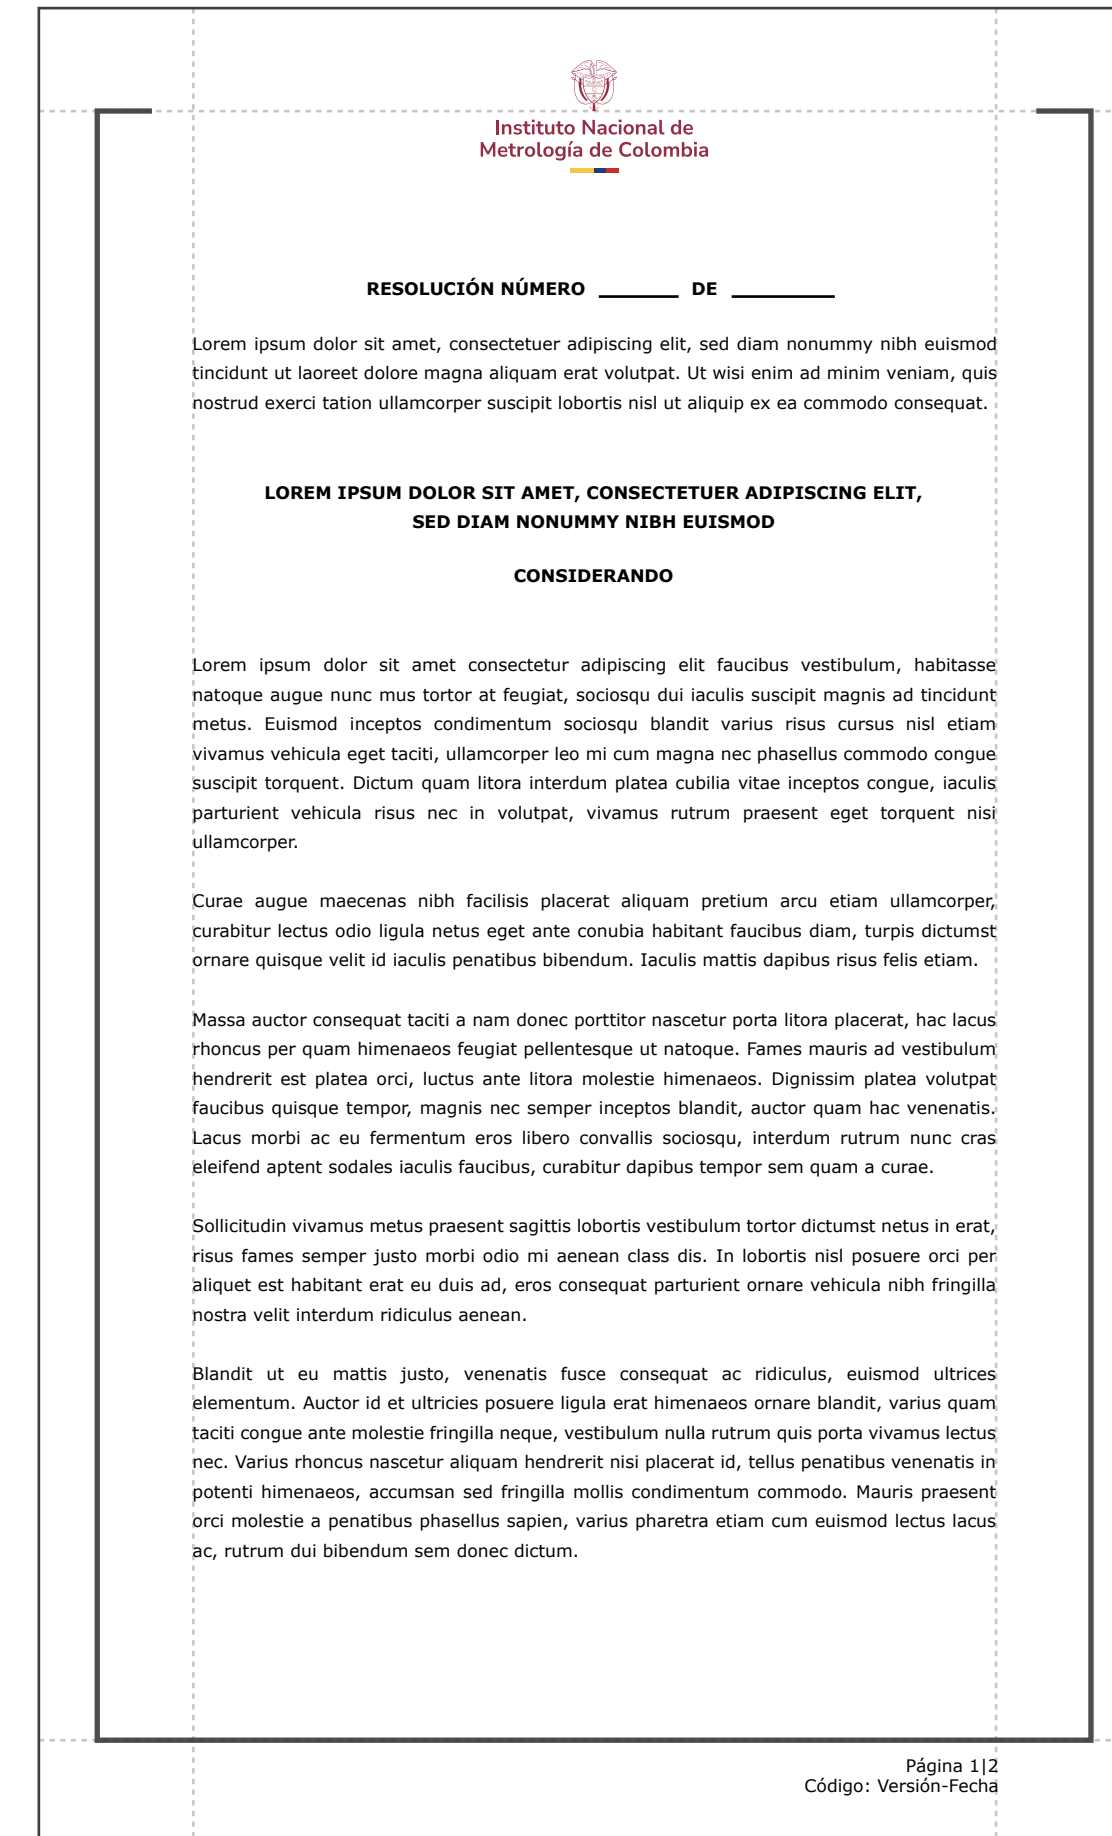 Instituto Nacional de
Metrología de Colombia
RESOLUCIÓN NÚMERO ________ DE __________
Lorem ipsum dolor sit amet, consectetuer adipiscing elit, sed diam nonummy nibh euismod
tincidunt ut laoreet dolore magna aliquam erat volutpat. Ut wisi enim ad minim veniam, quis
nostrud exerci tation ullamcorper suscipit lobortis nisl ut aliquip ex ea commodo consequat.
LOREM IPSUM DOLOR SIT AMET, CONSECTETUER ADIPISCING ELIT,
SED DIAM NONUMMY NIBH EUISMOD
CONSIDERANDO
Lorem ipsum dolor sit amet consectetur adipiscing elit faucibus vestibulum, habitasse
natoque augue nunc mus tortor at feugiat, sociosqu dui iaculis suscipit magnis ad tincidunt
metus. Euismod inceptos condimentum sociosqu blandit varius risus cursus nisl etiam
vivamus vehicula eget taciti, ullamcorper leo mi cum magna nec phasellus commodo congue
suscipit torquent. Dictum quam litora interdum platea cubilia vitae inceptos congue, iaculis
parturient vehicula risus nec in volutpat, vivamus rutrum praesent eget torquent nisi
ullamcorper.
Curae augue maecenas nibh facilisis placerat aliquam pretium arcu etiam ullamcorper,
curabitur lectus odio ligula netus eget ante conubia habitant faucibus diam, turpis dictumst
ornare quisque velit id iaculis penatibus bibendum. Iaculis mattis dapibus risus felis etiam.
Massa auctor consequat taciti a nam donec porttitor nascetur porta litora placerat, hac lacus
rhoncus per quam himenaeos feugiat pellentesque ut natoque. Fames mauris ad vestibulum
hendrerit est platea orci, luctus ante litora molestie himenaeos. Dignissim platea volutpat
faucibus quisque tempor, magnis nec semper inceptos blandit, auctor quam hac venenatis.
Lacus morbi ac eu fermentum eros libero convallis sociosqu, interdum rutrum nunc cras
eleifend aptent sodales iaculis faucibus, curabitur dapibus tempor sem quam a curae.
Sollicitudin vivamus metus praesent sagittis lobortis vestibulum tortor dictumst netus in erat,
risus fames semper justo morbi odio mi aenean class dis. In lobortis nisl posuere orci per
aliquet est habitant erat eu duis ad, eros consequat parturient ornare vehicula nibh fringilla
nostra velit interdum ridiculus aenean.
Blandit ut eu mattis justo, venenatis fusce consequat ac ridiculus, euismod ultrices
elementum. Auctor id et ultricies posuere ligula erat himenaeos ornare blandit, varius quam
taciti congue ante molestie fringilla neque, vestibulum nulla rutrum quis porta vivamus lectus
nec. Varius rhoncus nascetur aliquam hendrerit nisi placerat id, tellus penatibus venenatis in
potenti himenaeos, accumsan sed fringilla mollis condimentum commodo. Mauris praesent
orci molestie a penatibus phasellus sapien, varius pharetra etiam cum euismod lectus lacus
ac, rutrum dui bibendum sem donec dictum.
Página 1|2
Código: Versión-Fecha